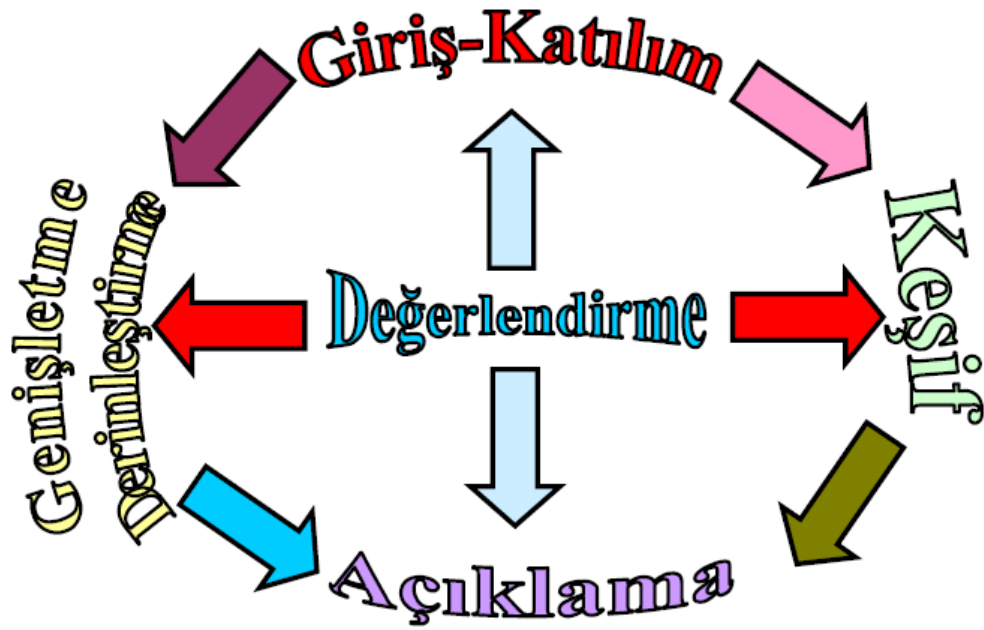 Giriş-Katılım
Keşif
Değerlendirme
Genişletme
Derinleştirme
Açıklama